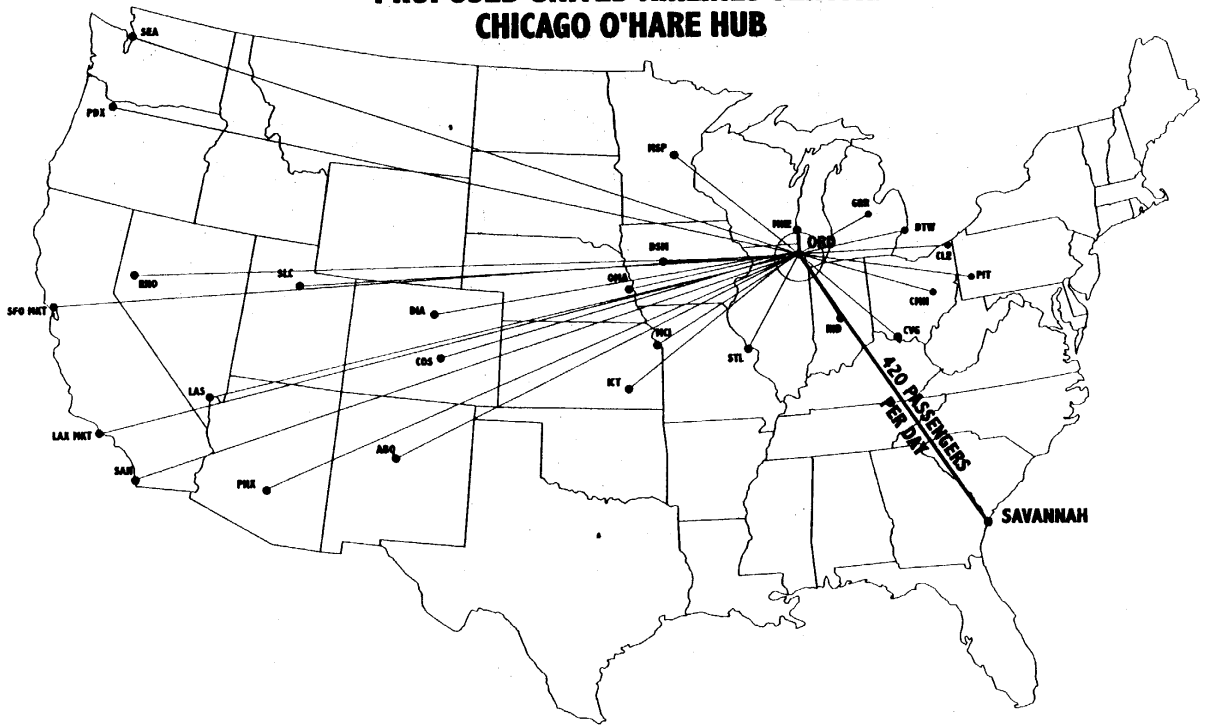 CHICAGO O'HARE HUB
SEA
PDX
MSP
GRR
MKE
DTW
ORD
DSM
CLE
SLC
RNO
OMA
PIT
CMH
SFO MKT
DIA
IND
CVG
MCI
STL
COS
ICT
LAS
420 PASSENGERS
PER DAY
LAX MKT
ABQ
SAN
PHX
SAVANNAH